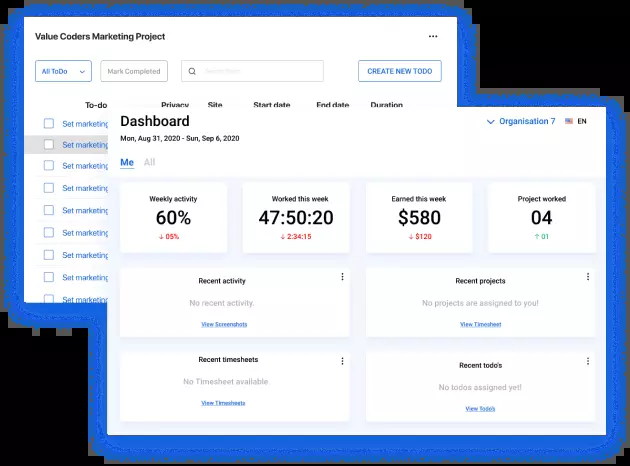 Value Coders Marketing Project
All ToDo
Mark Completed
CREATE NEW TODO
To-do Privacy Site Start date End date Duration
Set marketing
Set marketing
Set marketing
Set marketing
Set marketing
Set marketing
Set marketing
Set marketing
Set marketing
Dashboard
Organisation 7
EN
Mon, Aug 31, 2020 - Sun, Sep 6, 2020
Me All
Weekly activity
60%
↓ 05%
Worked this week
47:50:20
↓ 2:34:15
Earned this week
$580
↓ $120
Project worked
04
↑ 01
Recent activity
No recent activity.
View Screenshots
Recent projects
No projects are assigned to you!
View Timesheet
Recent timesheets
No Timesheet available
View Timesheets
Recent todo's
No todos assigned yet!
View Todo's